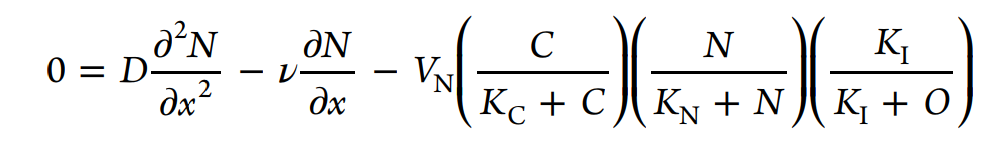 0 = D ∂²N/∂x² − ν ∂N/∂x − V_N (C/(K_C + C)) (N/(K_N + N)) (K_I/(K_I + O))